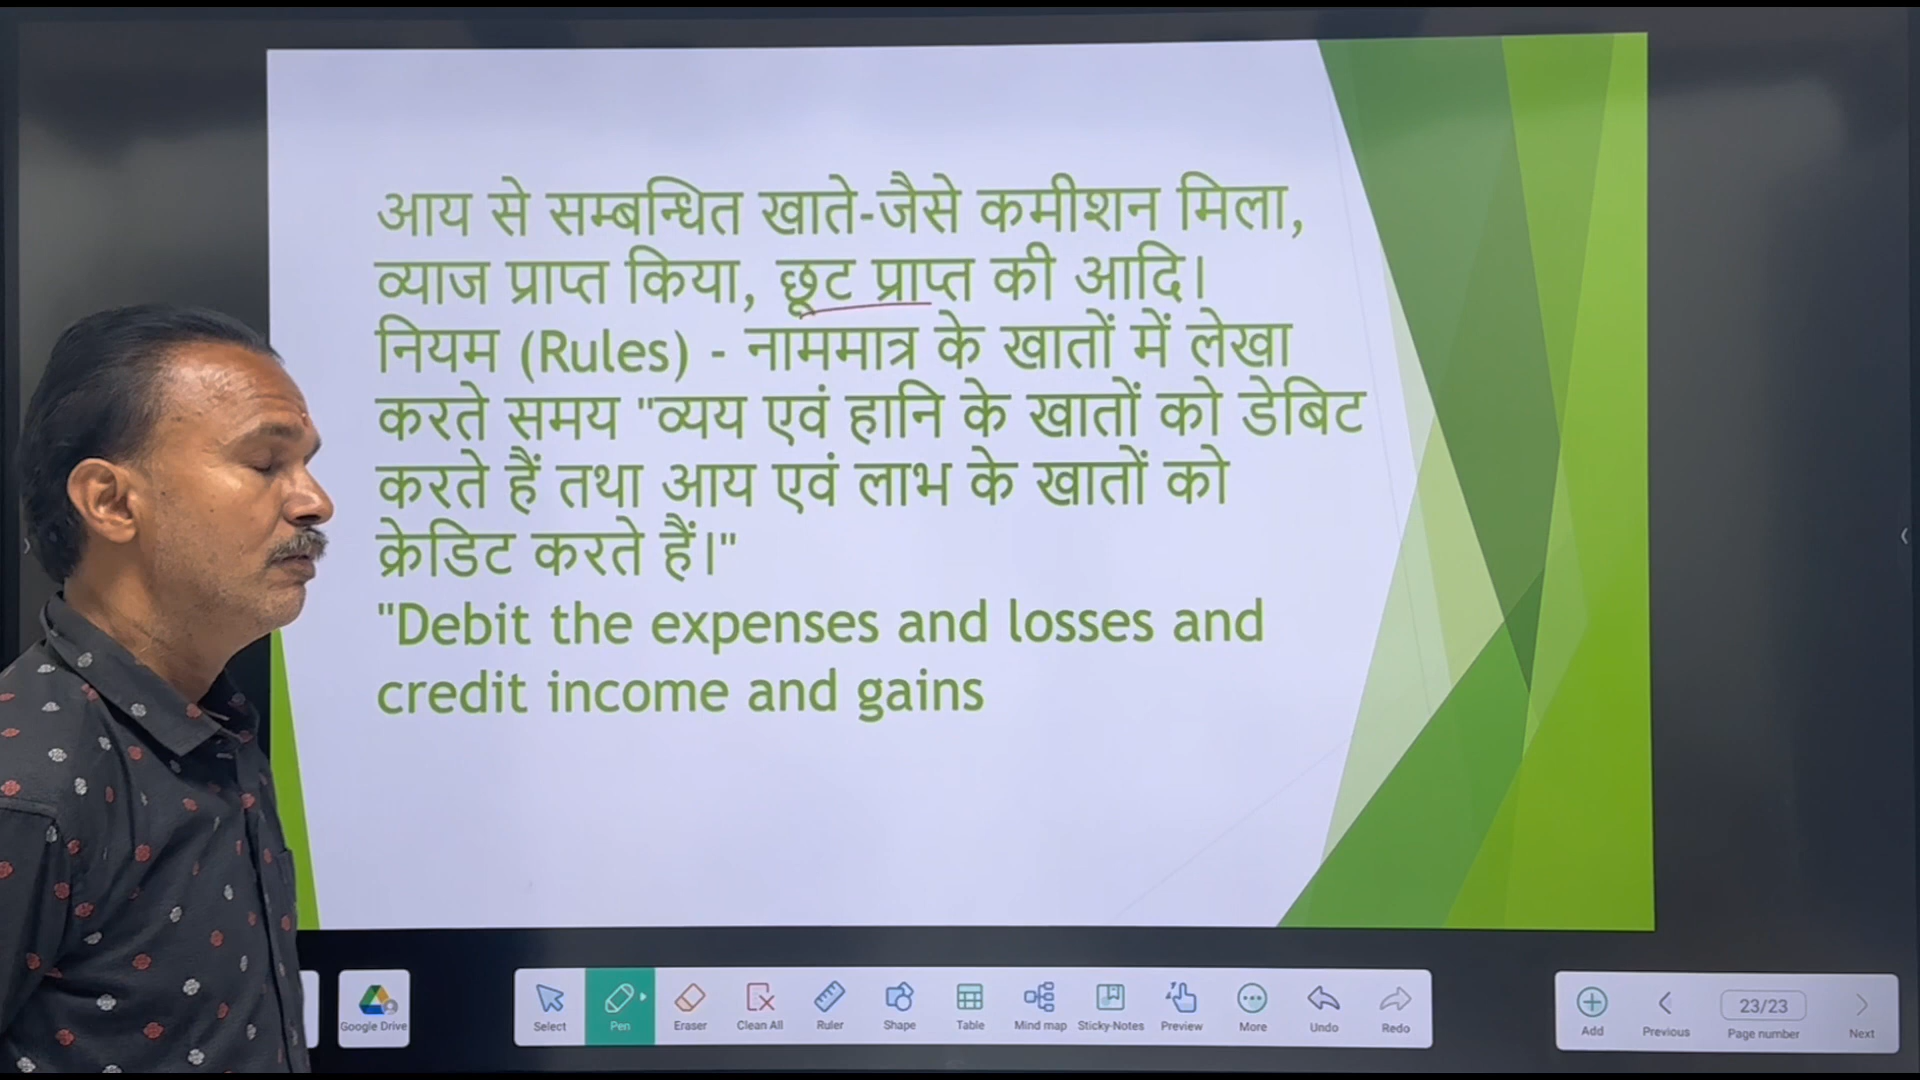 आय से सम्बन्धित खाते-जैसे कमीशन मिला,
व्याज प्राप्त किया, छूट प्राप्त की आदि।
नियम (Rules) - नाममात्र के खातों में लेखा
करते समय "व्यय एवं हानि के खातों को डेबिट
करते हैं तथा आय एवं लाभ के खातों को
क्रेडिट करते हैं।"
"Debit the expenses and losses and
credit income and gains
Google Drive
Select Pen Eraser Clean All Ruler Shape Table Mind map Sticky-Notes Preview More Undo Redo
Add Previous 23/23 Page number Next